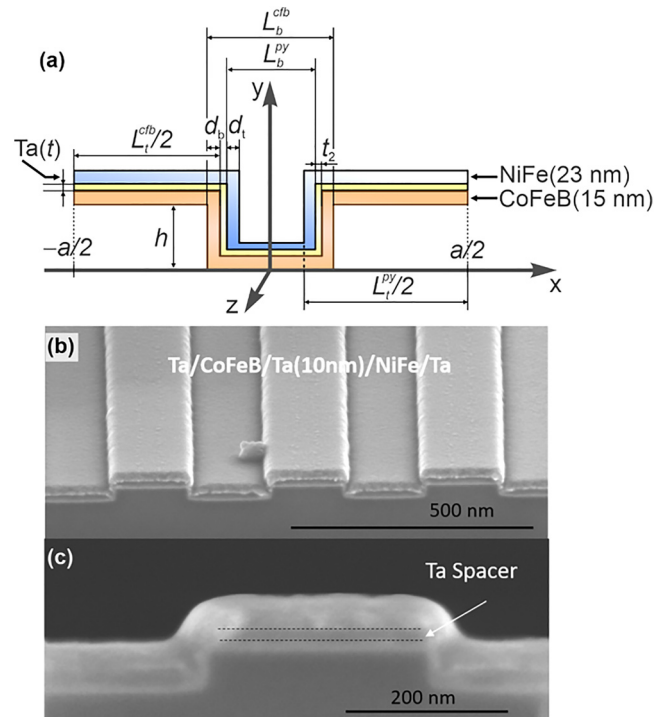 L_b^cfb
(a)
L_b^py
y
L_t^cfb/2
d_b
d_t
t_2
Ta(t)
NiFe(23 nm)
CoFeB(15 nm)
h
−a/2
a/2
L_t^py/2
x
z
(b)
Ta/CoFeB/Ta(10nm)/NiFe/Ta
500 nm
(c)
Ta Spacer
200 nm